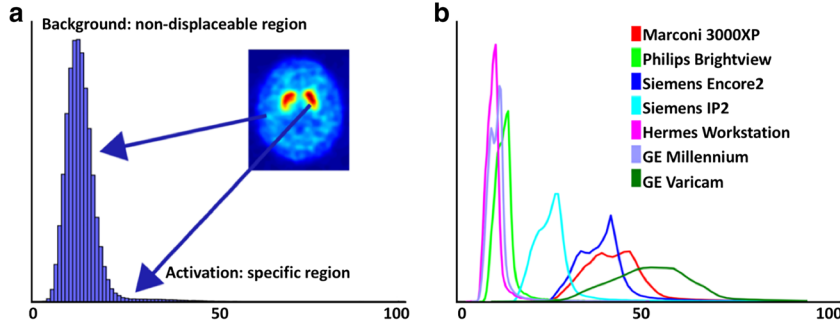 a
Background: non-displaceable region
Activation: specific region
0 50 100
b
Marconi 3000XP
Philips Brightview
Siemens Encore2
Siemens IP2
Hermes Workstation
GE Millennium
GE Varicam
0 50 100